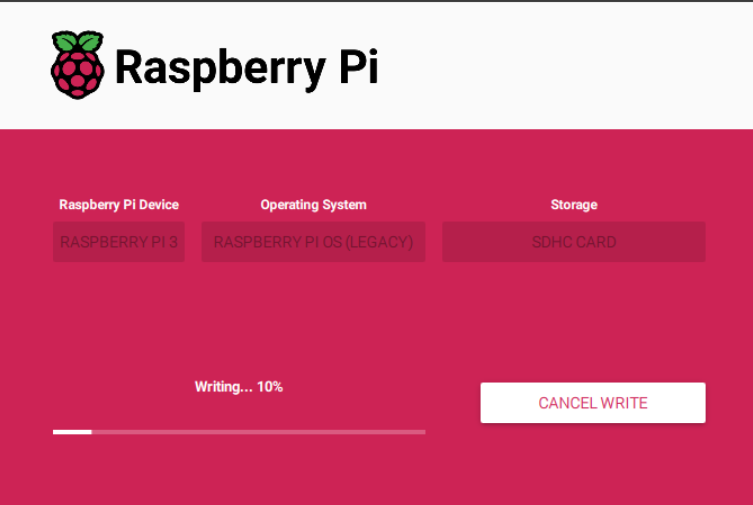 Raspberry Pi
Raspberry Pi Device
Operating System
Storage
RASPBERRY PI 3
RASPBERRY PI OS (LEGACY)
SDHC CARD
Writing... 10%
CANCEL WRITE